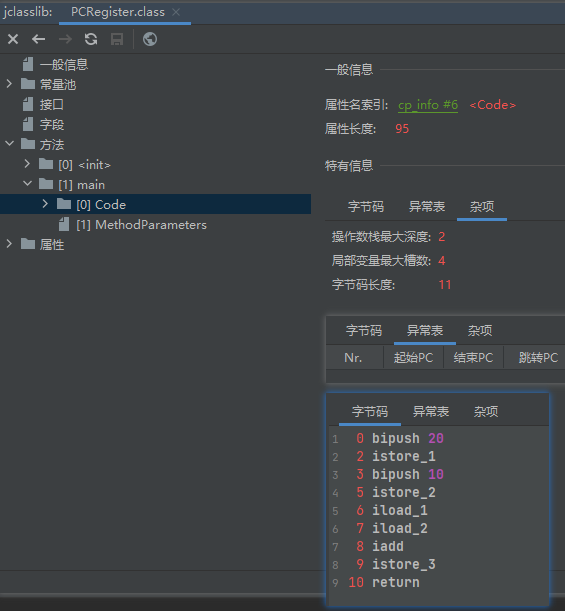 jclasslib: PCRegister.class
一般信息
常量池
接口
字段
方法
[0] <init>
[1] main
[0] Code
[1] MethodParameters
属性
一般信息
属性名索引: cp_info #6 <Code>
属性长度: 95
特有信息
字节码 异常表 杂项
操作数栈最大深度: 2
局部变量最大槽数: 4
字节码长度: 11
字节码 异常表 杂项
Nr. 起始PC 结束PC 跳转PC
字节码 异常表 杂项
1 0 bipush 20
2 2 istore_1
3 3 bipush 10
4 5 istore_2
5 6 iload_1
6 7 iload_2
7 8 iadd
8 9 istore_3
9 10 return